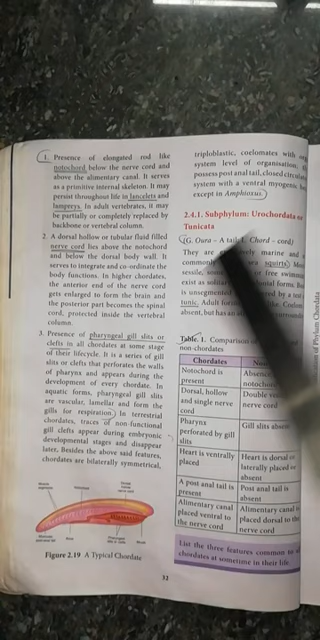 1. Presence of elongated rod like
notochord below the nerve cord and
above the alimentary canal. It serves
as a primitive internal skeleton. It may
persist throughout life in lancelets and
lampreys. In adult vertebrates, it may
be partially or completely replaced by
backbone or vertebral column.
2. A dorsal hollow or tubular fluid filled
nerve cord lies above the notochord
and below the dorsal body wall. It
serves to integrate and co-ordinate the
body functions. In higher chordates,
the anterior end of the nerve cord
gets enlarged to form the brain and
the posterior part becomes the spinal
cord, protected inside the vertebral
column.
3. Presence of pharyngeal gill slits or
clefts in all chordates at some stage
of their lifecycle. It is a series of gill
slits or clefts that perforates the walls
of pharynx and appears during the
development of every chordate. In
aquatic forms, pharyngeal gill slits
are vascular, lamellar and form the
gills for respiration. In terrestrial
chordates, traces of non-functional
gill clefts appear during embryonic
developmental stages and disappear
later. Besides the above said features,
chordates are bilaterally symmetrical,
Figure 2.19 A Typical Chordate
triploblastic, coelomates with
system level of organisation;
possess post anal tail, closed
system with a ventral myogenic
except in Amphioxus.
2.4.1. Subphylum: Urochordata
Tunicata
(G. Oura - A tail; L. Chord - cord)
They are marine and
commonly sea squirts.
sessile, or free swimming
exist as forms.
is unsegmented by a
tunic. Adult
absent, but has an
Table. 1. Comparison
non-chordates
Chordates
Notochord is
present
Absence
notochord
Dorsal, hollow
and single nerve
cord
Double
nerve cord
Pharynx
perforated by gill
slits
Gill slits absent
Heart is ventrally
placed
Heart is dorsal or
laterally placed or
absent
A post anal tail is
present
Post anal tail is
absent
Alimentary canal
placed ventral to
the nerve cord
Alimentary canal is
placed dorsal to the
nerve cord
List the three features common to
chordates at sometime in their life.
32
of Phylum Chordata